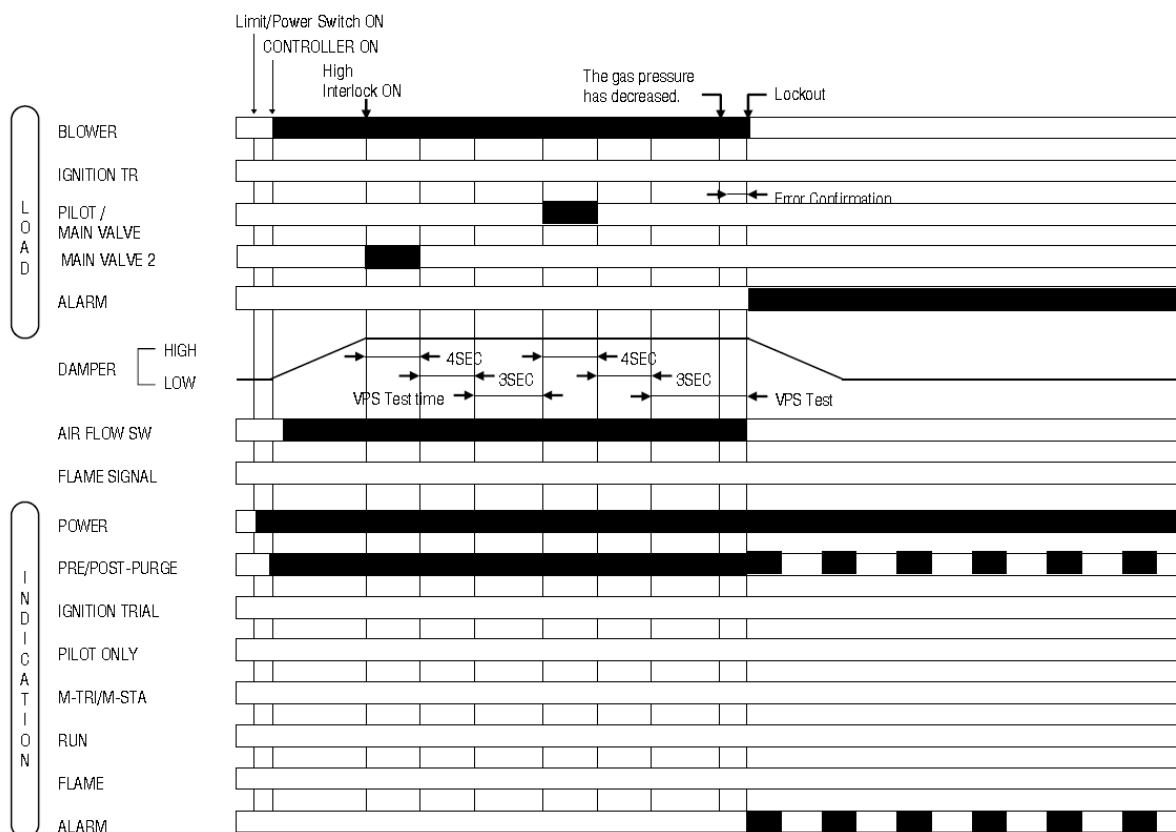 Limit/Power Switch ON
CONTROLLER ON
High
Interlock ON
The gas pressure
has decreased.
Lockout
LOAD
BLOWER
IGNITION TR
Error Confirmation
PILOT /
MAIN VALVE
MAIN VALVE 2
ALARM
DAMPER
HIGH
LOW
4SEC
4SEC
3SEC
3SEC
VPS Test time
VPS Test
AIR FLOW SW
FLAME SIGNAL
INDICATION
POWER
PRE/POST-PURGE
IGNITION TRIAL
PILOT ONLY
M-TRI/M-STA
RUN
FLAME
ALARM